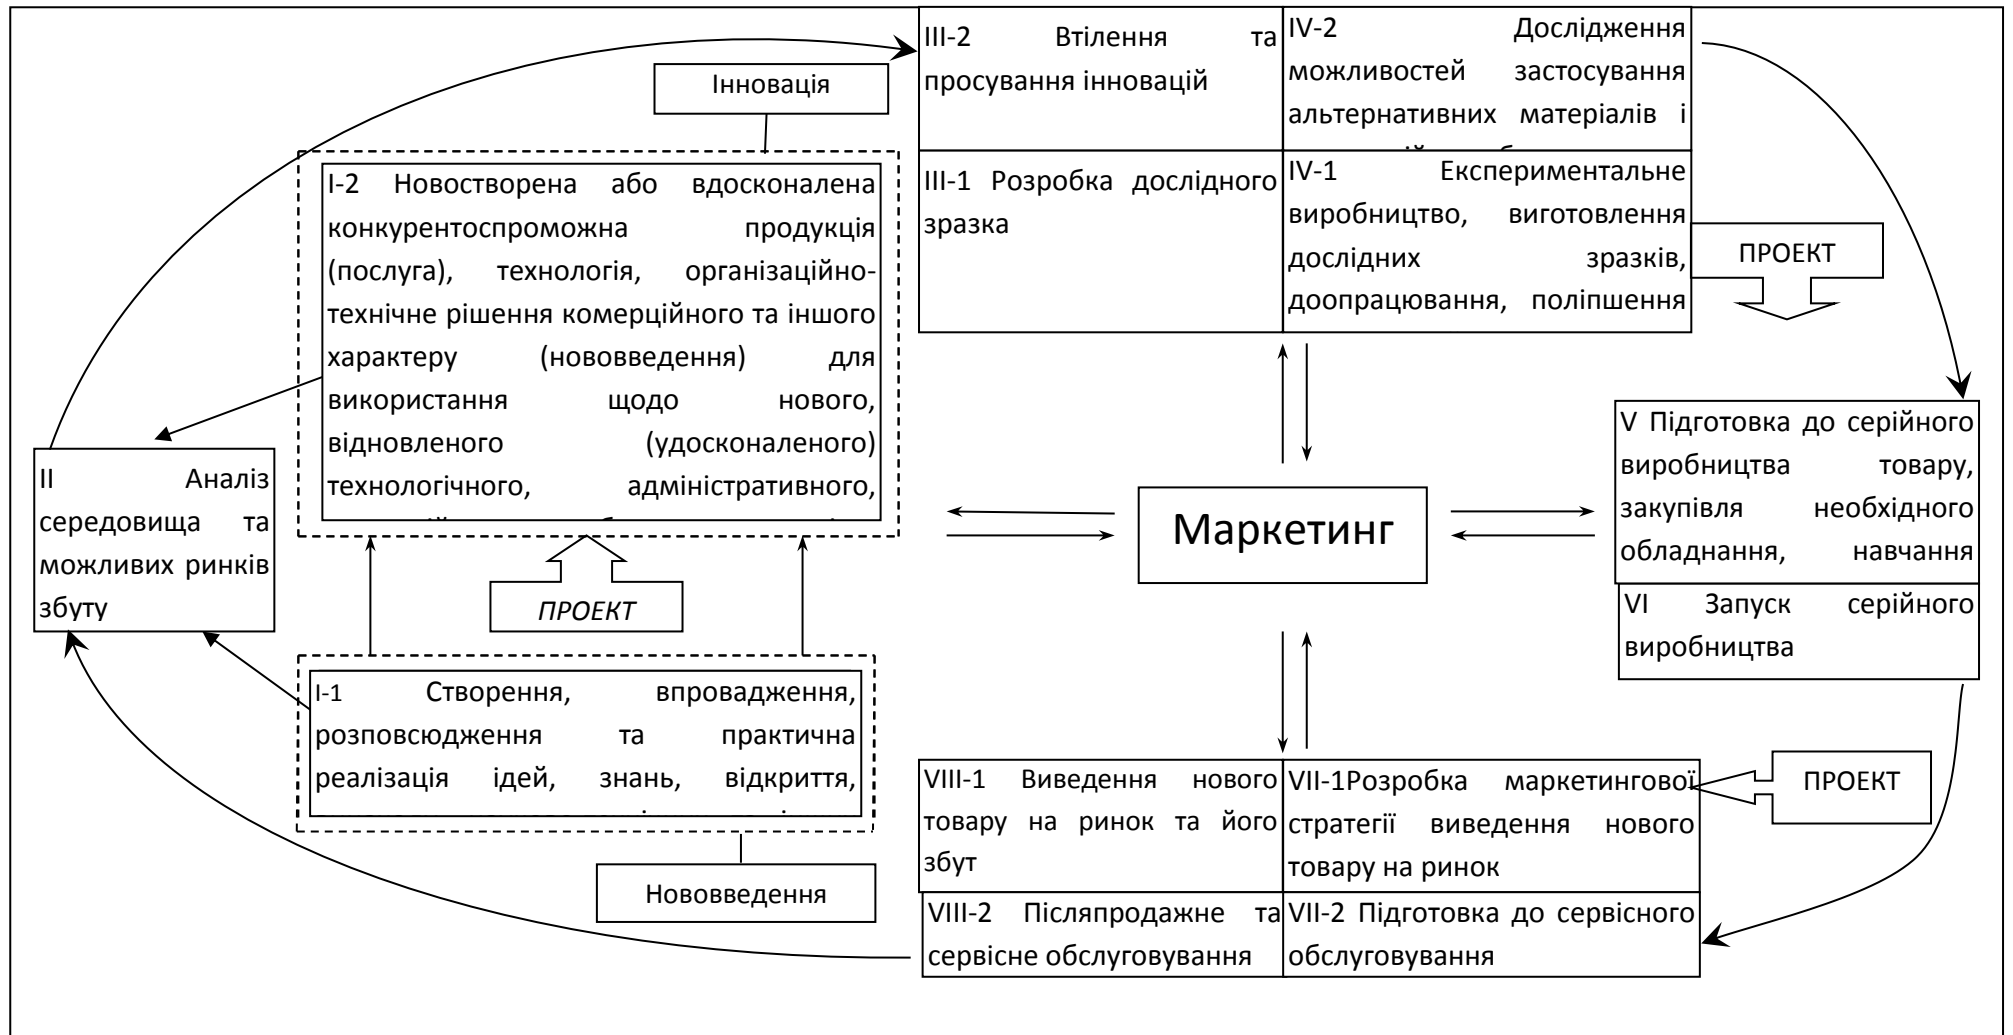 Інновація
III-2 Втілення та
просування інновацій
IV-2 Дослідження
можливостей застосування
альтернативних матеріалів і
III-1 Розробка дослідного
зразка
IV-1 Експериментальне
виробництво, виготовлення
дослідних зразків,
доопрацювання, поліпшення
ПРОЕКТ
I-2 Новостворена або вдосконалена
конкурентоспроможна продукція
(послуга), технологія, організаційно-
технічне рішення комерційного та іншого
характеру (нововведення) для
використання щодо нового,
відновленого (удосконаленого)
технологічного, адміністративного,
II Аналіз
середовища та
можливих ринків
збуту
ПРОЕКТ
Маркетинг
V Підготовка до серійного
виробництва товару,
закупівля необхідного
обладнання, навчання
VI Запуск серійного
виробництва
I-1 Створення, впровадження,
розповсюдження та практична
реалізація ідей, знань, відкриття,
Нововведення
VIII-1 Виведення нового
товару на ринок та його
збут
VII-1Розробка маркетингової
стратегії виведення нового
товару на ринок
ПРОЕКТ
VIII-2 Післяпродажне та
сервісне обслуговування
VII-2 Підготовка до сервісного
обслуговування